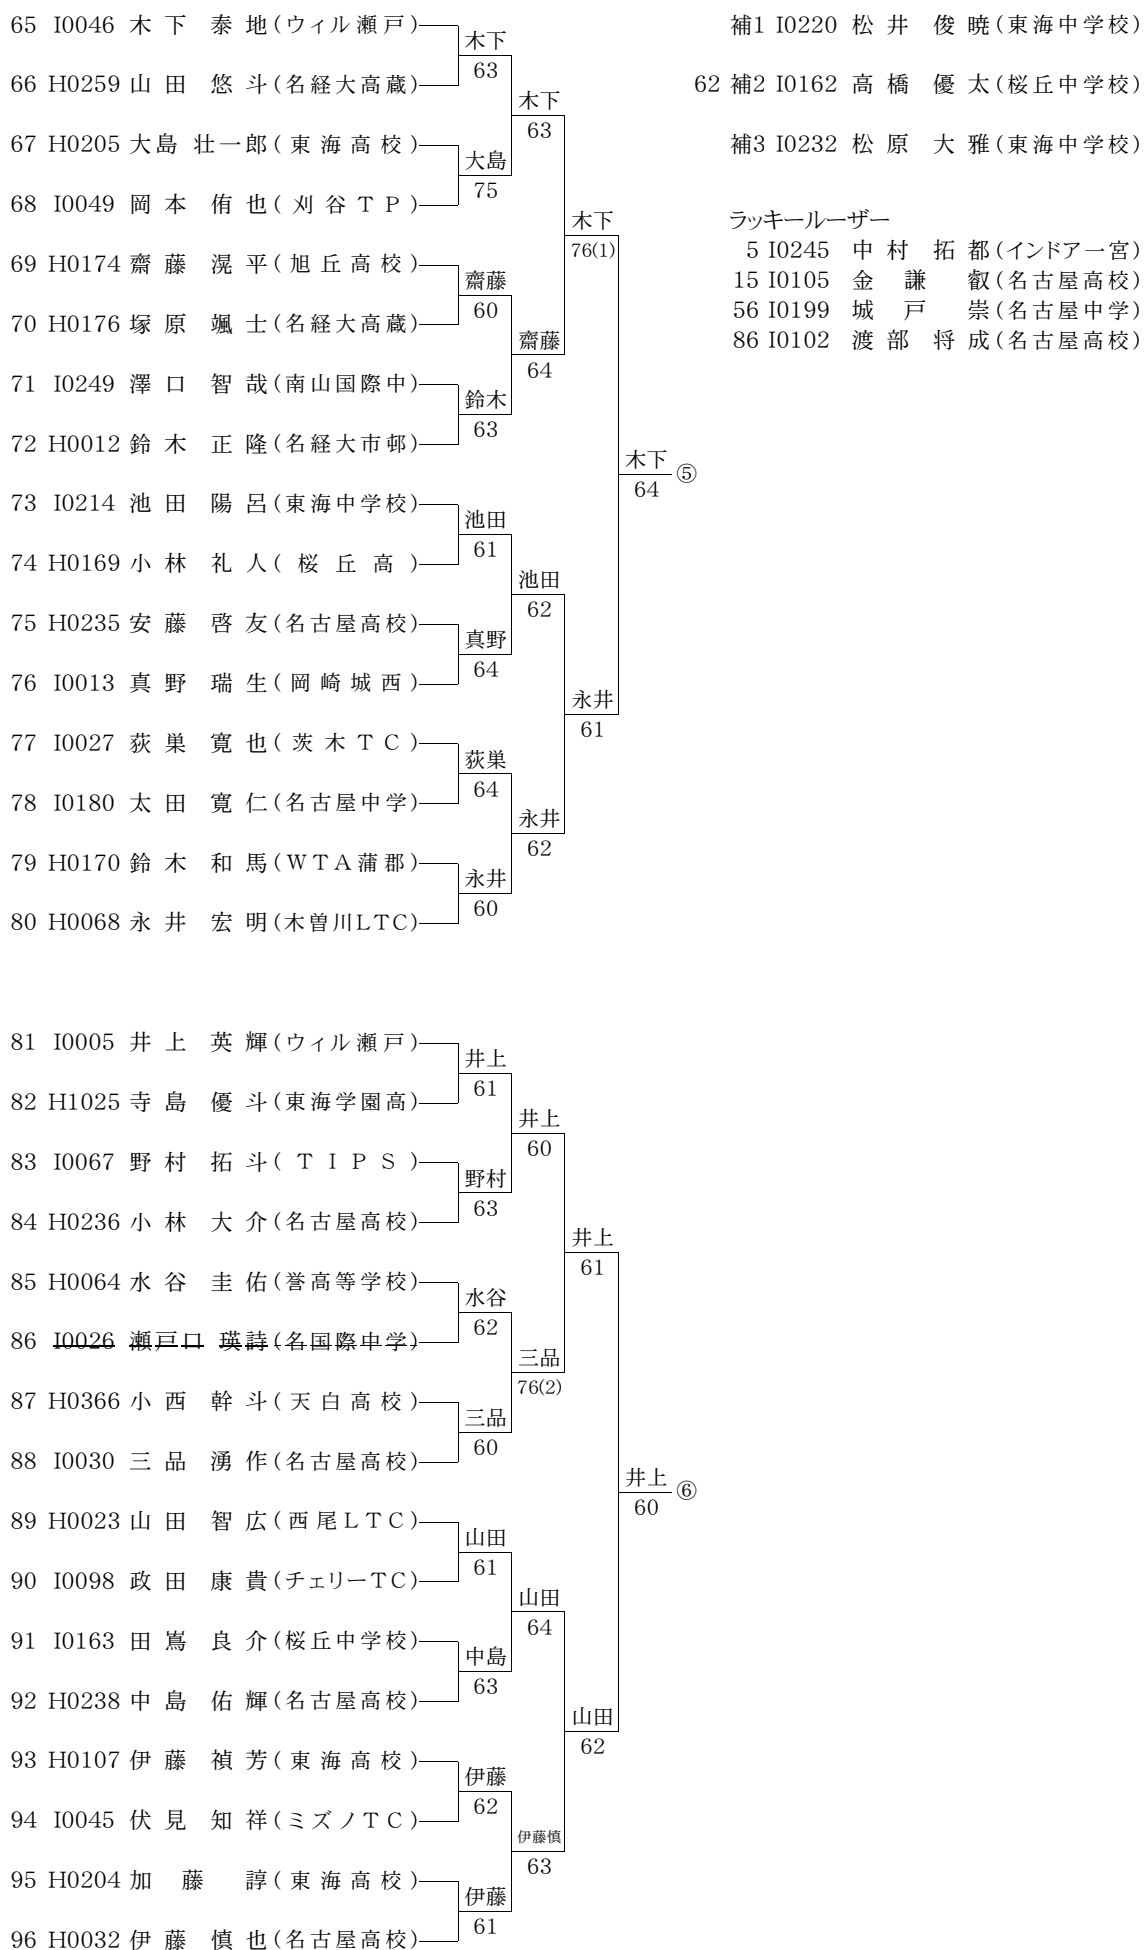 65 I0046 木下 泰地(ウィル瀬戸)
木下
63
66 H0259 山田 悠斗(名経大高蔵)
木下
63
67 H0205 大島 壮一郎(東海高校)
大島
75
68 I0049 岡本 侑也(刈谷TP)
木下
76(1)
69 H0174 齋藤 滉平(旭丘高校)
齋藤
60
70 H0176 塚原 颯士(名経大高蔵)
齋藤
64
71 I0249 澤口 智哉(南山国際中)
鈴木
63
72 H0012 鈴木 正隆(名経大市邨)
木下 ⑤
64
73 I0214 池田 陽呂(東海中学校)
池田
61
74 H0169 小林 礼人(桜丘高)
池田
62
75 H0235 安藤 啓友(名古屋高校)
真野
64
76 I0013 真野 瑞生(岡崎城西)
永井
61
77 I0027 荻巣 寛也(茨木TC)
荻巣
64
78 I0180 太田 寛仁(名古屋中学)
永井
62
79 H0170 鈴木 和馬(WTA蒲郡)
永井
60
80 H0068 永井 宏明(木曽川LTC)
81 I0005 井上 英輝(ウィル瀬戸)
井上
61
82 H1025 寺島 優斗(東海学園高)
井上
60
83 I0067 野村 拓斗(TIPS)
野村
63
84 H0236 小林 大介(名古屋高校)
井上
61
85 H0064 水谷 圭佑(誉高等学校)
水谷
62
86 I0026 瀬戸口 瑛詩(名国際中学)
三品
76(2)
87 H0366 小西 幹斗(天白高校)
三品
60
88 I0030 三品 湧作(名古屋高校)
井上 ⑥
60
89 H0023 山田 智広(西尾LTC)
山田
61
90 I0098 政田 康貴(チェリーTC)
山田
64
91 I0163 田嶌 良介(桜丘中学校)
中島
63
92 H0238 中島 佑輝(名古屋高校)
山田
62
93 H0107 伊藤 禎芳(東海高校)
伊藤
62
94 I0045 伏見 知祥(ミズノTC)
伊藤慎
63
95 H0204 加藤 諄(東海高校)
伊藤
61
96 H0032 伊藤 慎也(名古屋高校)
補1 I0220 松井 俊暁(東海中学校)
62 補2 I0162 高橋 優太(桜丘中学校)
補3 I0232 松原 大雅(東海中学校)
ラッキールーザー
5 I0245 中村 拓都(インドア一宮)
15 I0105 金 謙叡(名古屋高校)
56 I0199 城戸 崇(名古屋中学)
86 I0102 渡部 将成(名古屋高校)